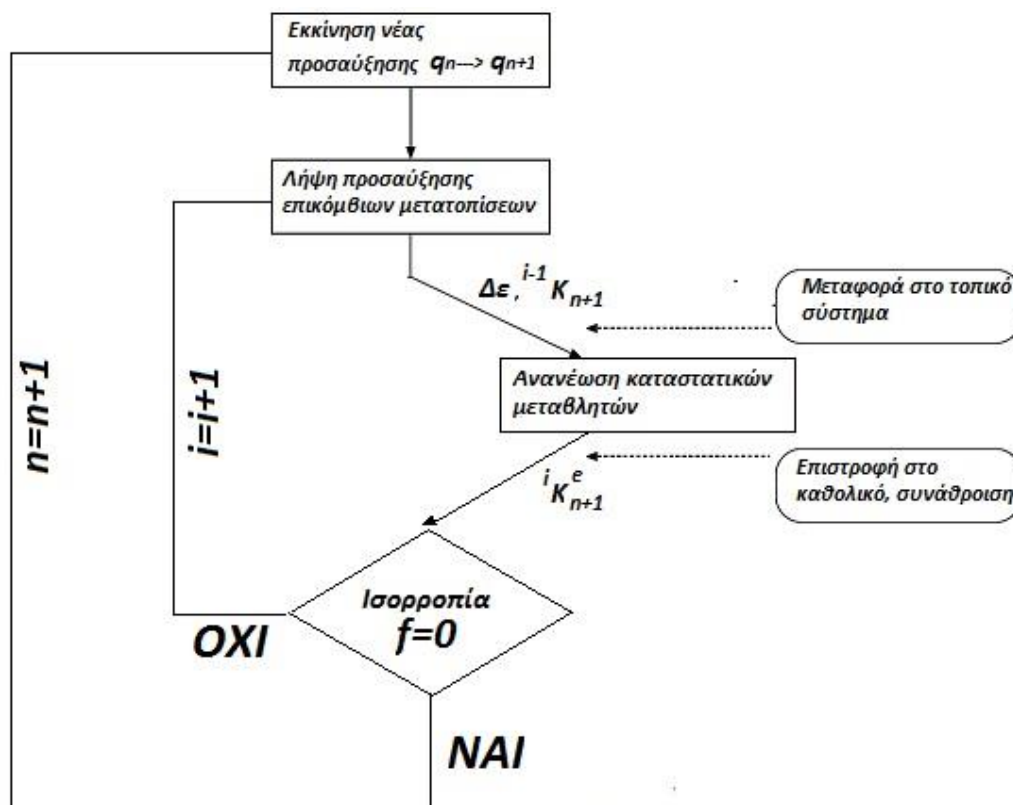 Εκκίνηση νέας
προσαύξησης qn---> qn+1
Λήψη προσαύξησης
επικόμβιων μετατοπίσεων
Δε, i-1 K n+1
Μεταφορά στο τοπικό
σύστημα
Ανανέωση καταστατικών
μεταβλητών
i K e n+1
Επιστροφή στο
καθολικό, συνάθροιση
n=n+1
i=i+1
Ισορροπία
f=0
ΟΧΙ
ΝΑΙ